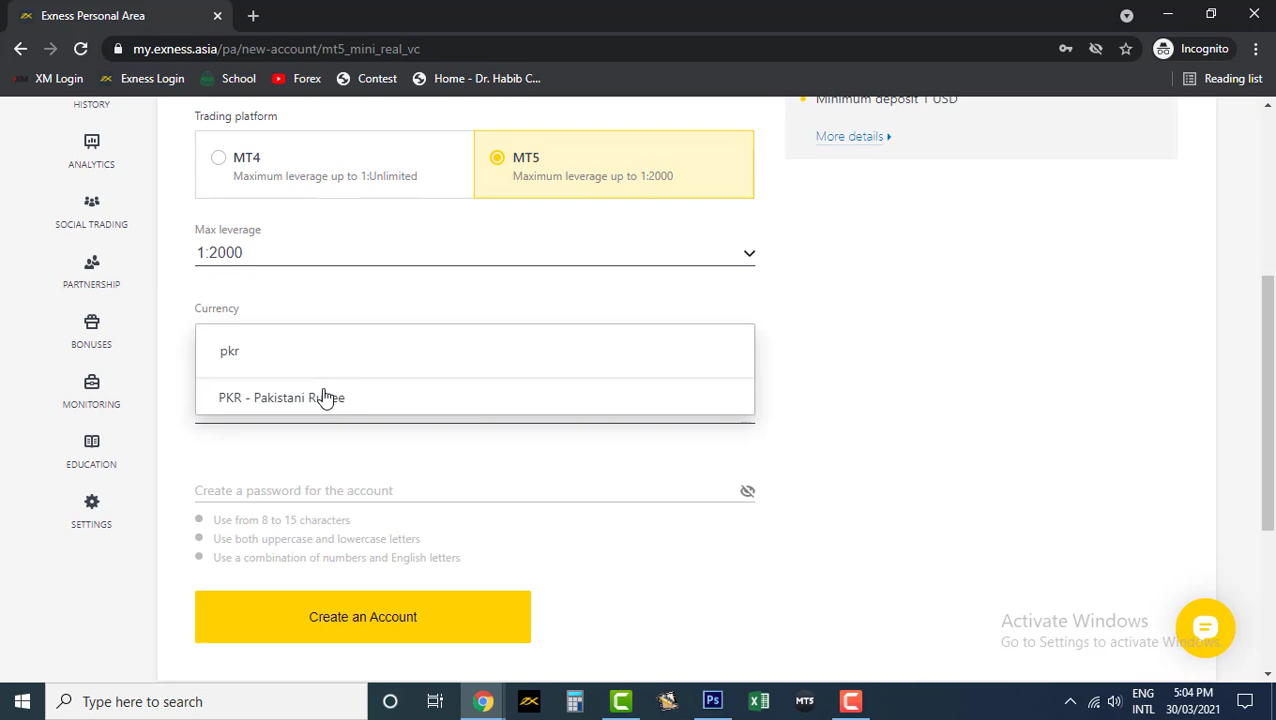 Exness Personal Area
my.exness.asia/pa/new-account/mt5_mini_real_vc
Incognito
XM Login
Exness Login
School
Forex
Contest
Home - Dr. Habib C...
Reading list
HISTORY
ANALYTICS
SOCIAL TRADING
PARTNERSHIP
BONUSES
MONITORING
EDUCATION
SETTINGS
Trading platform
MT4
Maximum leverage up to 1:Unlimited
MT5
Maximum leverage up to 1:2000
Minimum deposit 1 USD
More details
Max leverage
1:2000
Currency
pkr
PKR - Pakistani Rupee
Create a password for the account
Use from 8 to 15 characters
Use both uppercase and lowercase letters
Use a combination of numbers and English letters
Create an Account
Activate Windows
Go to Settings to activate Windows.
Type here to search
MT5
ENG
INTL
5:04 PM
30/03/2021